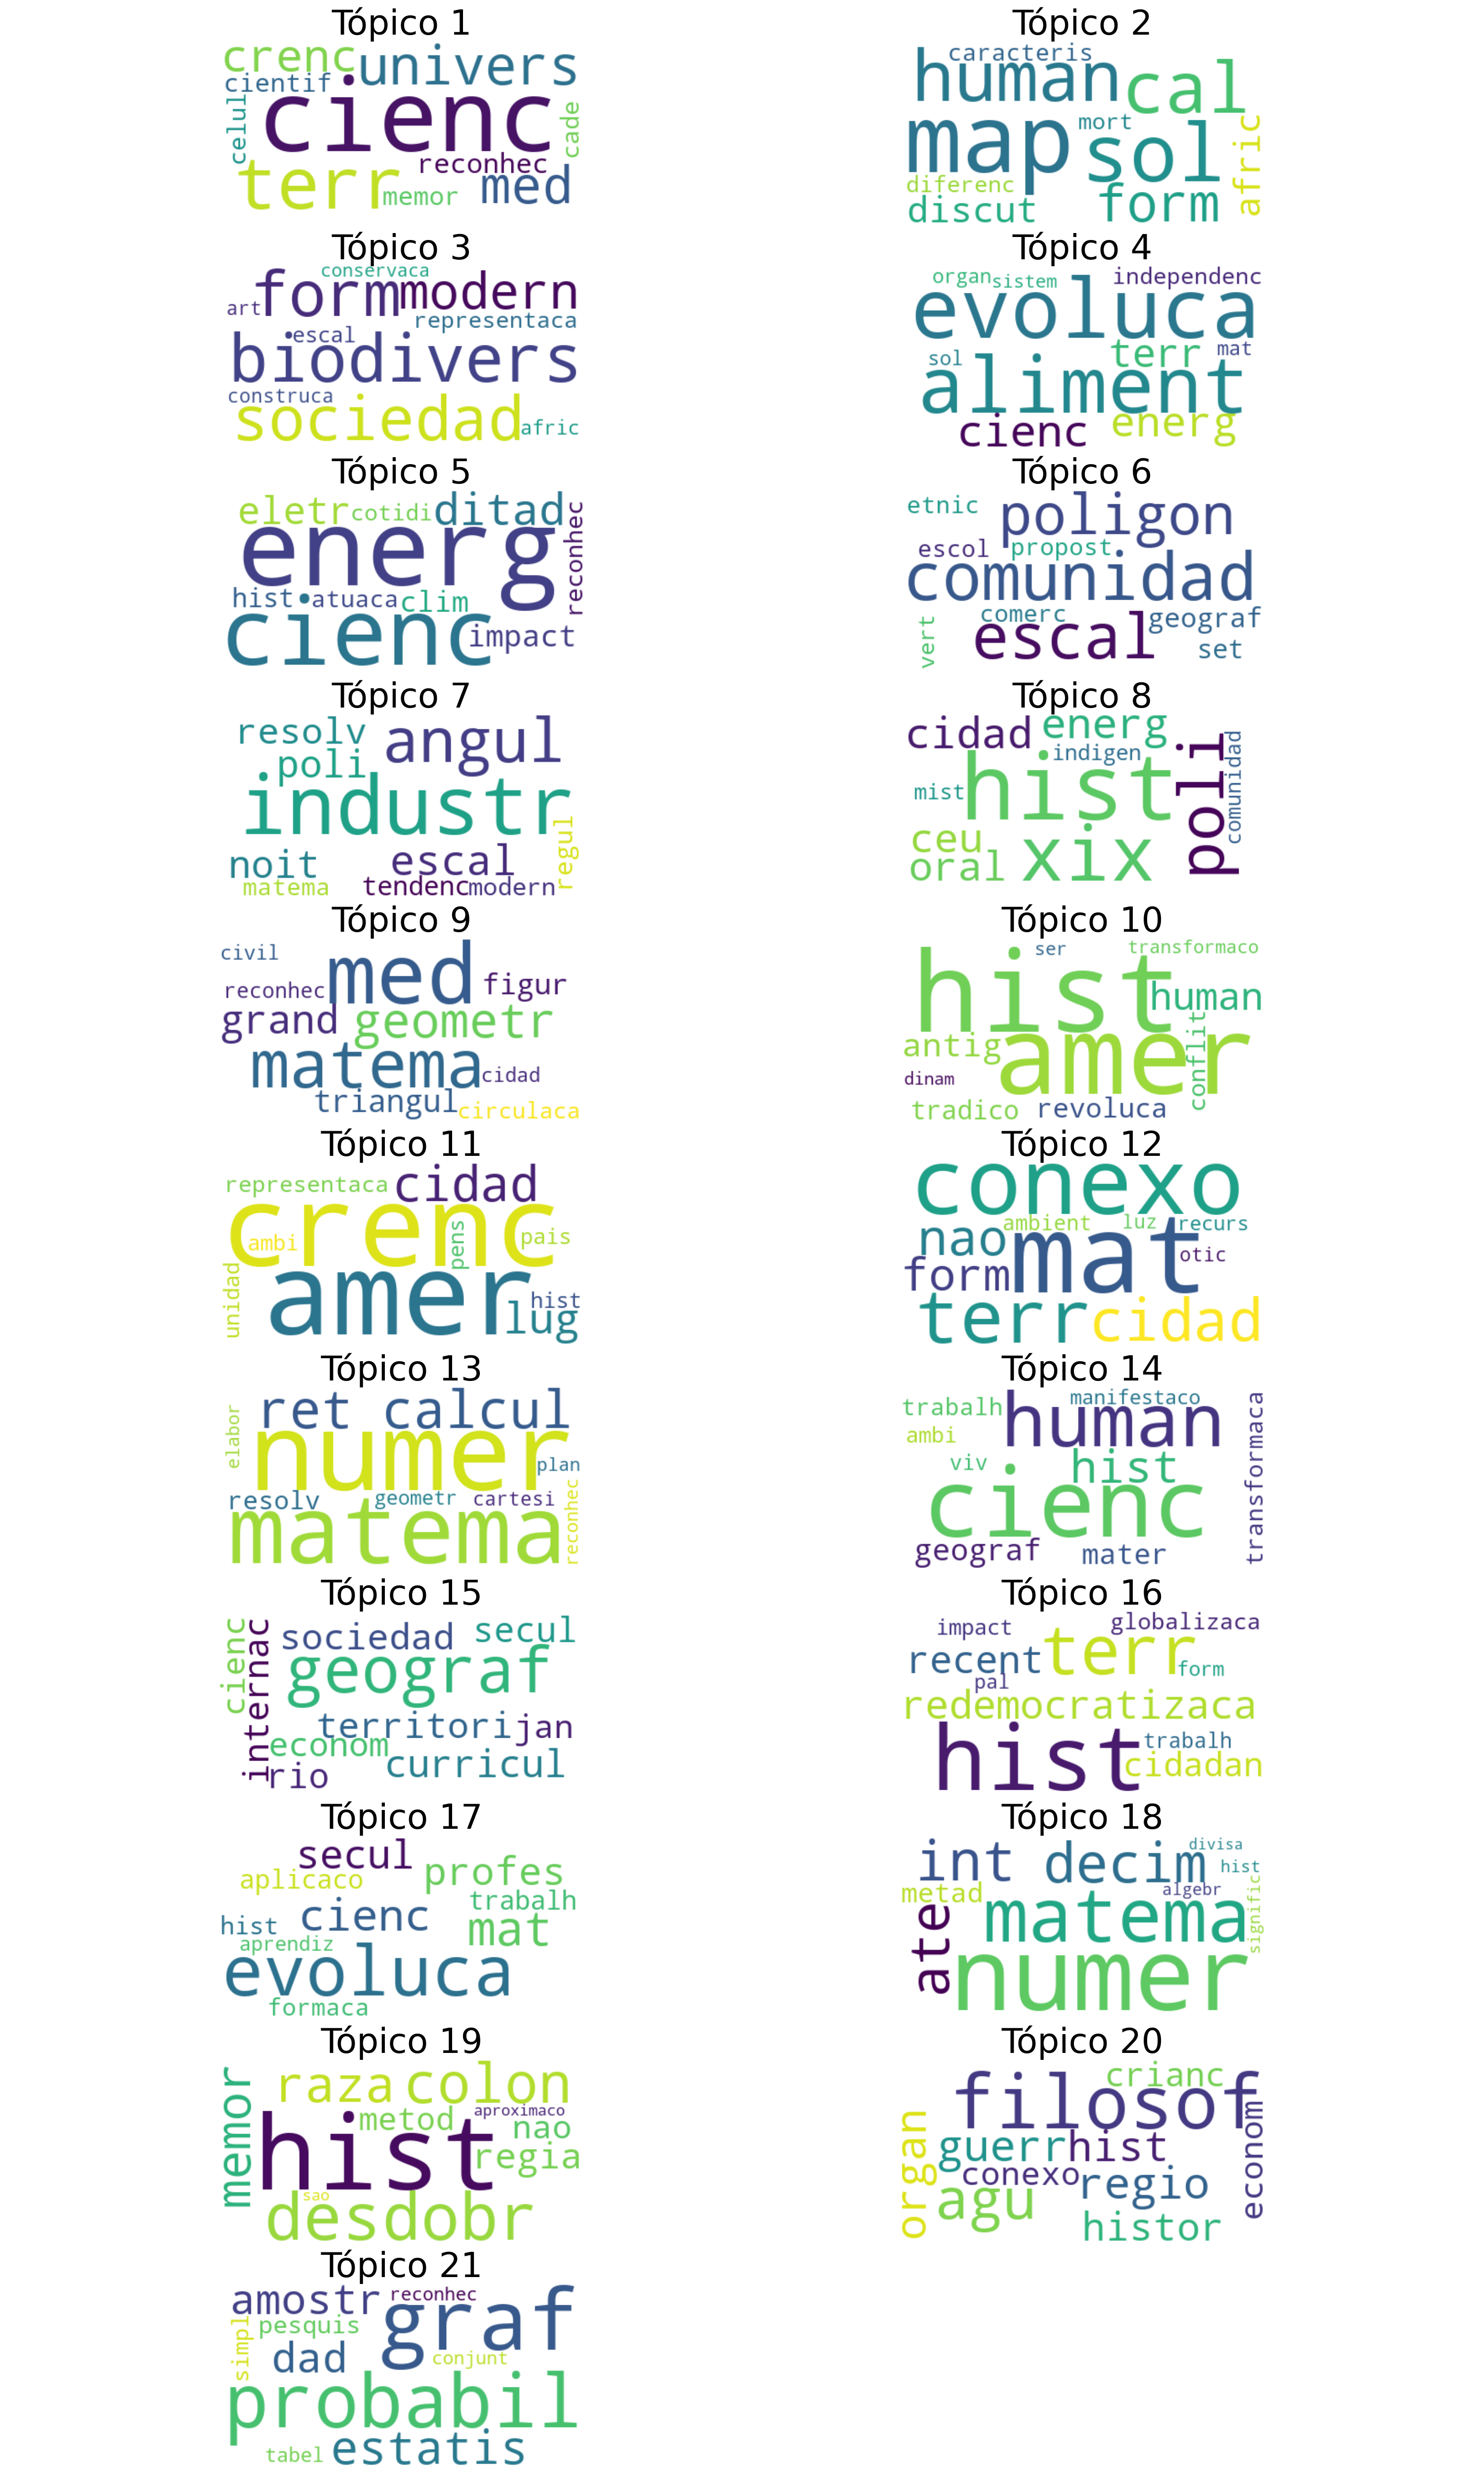 Tópico 1
crenc univers
cientif
cienc
celul
cade
reconhec
terr memor med
Tópico 2
caracteris
human cal
map mort sol
afric
diferenc
discut form
Tópico 3
conservaca
art form modern
representaca
escal
biodivers
construca
sociedad afric
Tópico 4
organ sistem independenc
evoluca
terr mat
sol
aliment
cienc energ
Tópico 5
eletr cotidi ditad
energ
reconhec
hist atuaca clim
cienc impact
Tópico 6
etnic poligon
escol propost
comunidad
comerc geograf
vert escal set
Tópico 7
resolv angul
poli
industr
noit escal regul
matema tendenc modern
Tópico 8
cidad energ
indigen
mist hist poli comunidad
ceu
oral xix
Tópico 9
civil med figur
reconhec
grand geometr
matema cidad
triangul circulaca
Tópico 10
ser transformaco
hist human
antig amer conflit
dinam
tradico revoluca
Tópico 11
representaca cidad
crenc
ambi pens pais
unidad amer hist
lug
Tópico 12
conexo
nao ambient luz recurs
form mat otic
terr cidad
Tópico 13
ret calcul
elabor numer plan
resolv geometr cartesi
matema reconhec
Tópico 14
trabalh human manifestaco
ambi
viv hist transformaca
cienc
geograf mater
Tópico 15
cienc internac sociedad secul
geograf
territori jan
econom
rio curricul
Tópico 16
impact globalizaca
recent terr form
pal
redemocratizaca
hist trabalh
cidadan
Tópico 17
secul profes
aplicaco trabalh
hist cienc mat
aprendiz
evoluca
formaca
Tópico 18
int decim divisa
hist
metad algebr
ate matema signific
numer
Tópico 19
memor raza colon
metod aproximaco
hist nao
regia
sao
desdobr
Tópico 20
crianc
filosof
organ guerr hist econom
conexo regio
agu histor
Tópico 21
amostr reconhec
simpl pesquis graf
dad conjunt
probabil
tabel estatis